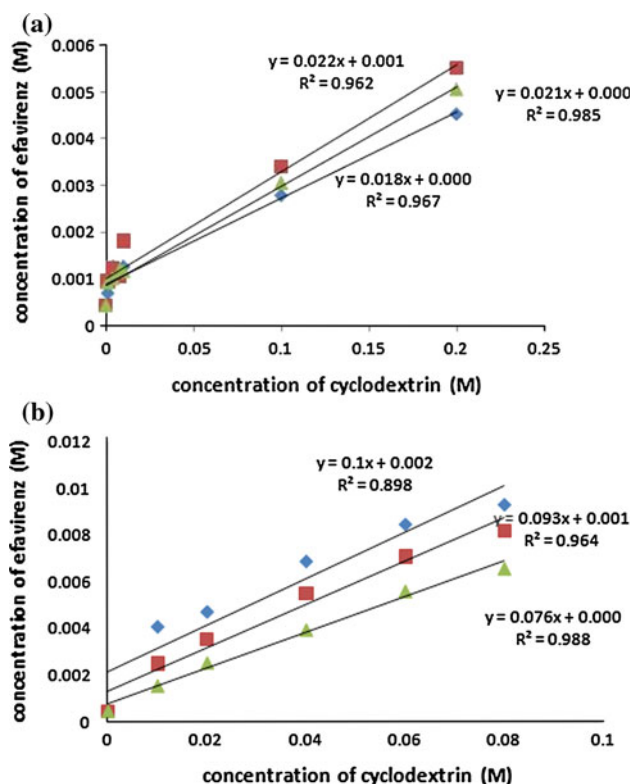 (a)
concentration of efavirenz (M)
0.006
0.005
0.004
0.003
0.002
0.001
0
y = 0.022x + 0.001
R² = 0.962
y = 0.021x + 0.000
R² = 0.985
y = 0.018x + 0.000
R² = 0.967
0 0.05 0.1 0.15 0.2 0.25
concentration of cyclodextrin (M)
(b)
concentration of efavirenz (M)
0.012
0.01
0.008
0.006
0.004
0.002
0
y = 0.1x + 0.002
R² = 0.898
y = 0.093x + 0.001
R² = 0.964
y = 0.076x + 0.000
R² = 0.988
0 0.02 0.04 0.06 0.08 0.1
concentration of cyclodextrin (M)